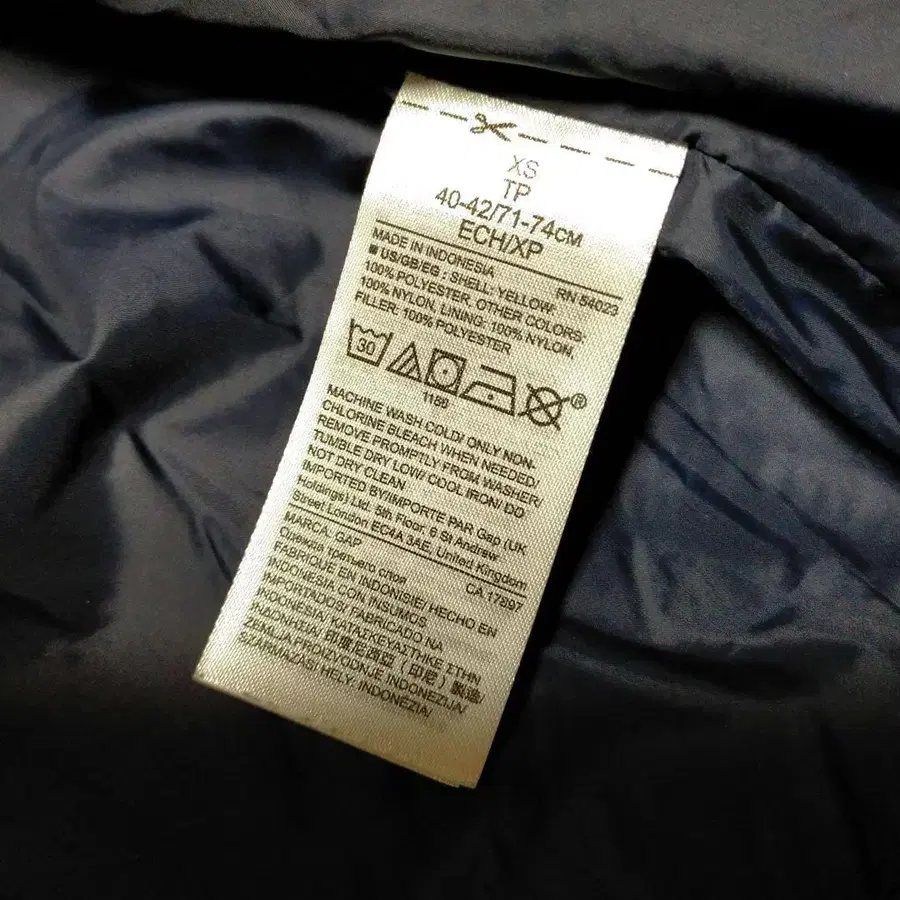 XS
TP
40-42/71-74CM
ECH/XP
MADE IN INDONESIA
RN 54023
■ US/GB/EG : SHELL: YELLOW:
100% POLYESTER. OTHER COLORS:
100% NYLON. LINING: 100% NYLON.
FILLER: 100% POLYESTER
30
1188
®
MACHINE WASH COLD/ ONLY NON.
CHLORINE BLEACH WHEN NEEDED/
REMOVE PROMPTLY FROM WASHER/
TUMBLE DRY LOW/ COOL IRON/ DO
NOT DRY CLEAN
IMPORTED BY/IMPORTE PAR Gap (UK
Holdings) Ltd. 5th Floor, 6 St Andrew
Street London EC4A 3AE, United Kingdom
CA 17897
MARCA. GAP
третьего слоя
FABRIQUE EN INDONESIE/ HECHO EN
INDONESIA CON INSUMOS
IMPORTADOS/ FABRICADO NA
INDONESIA/ ΚΑΤΑΣΚΕΥΑΣΤΗΚΕ ΣΤΗΝ
ΙΝΔΟΝΗΣΙΑ/ 印度尼西亞 ( 印尼 ) 製造/
ZEMLJA PROIZVODNJE INDONEZIJA/
SZÁRMAZÁSI HELY, INDONÉZIA/